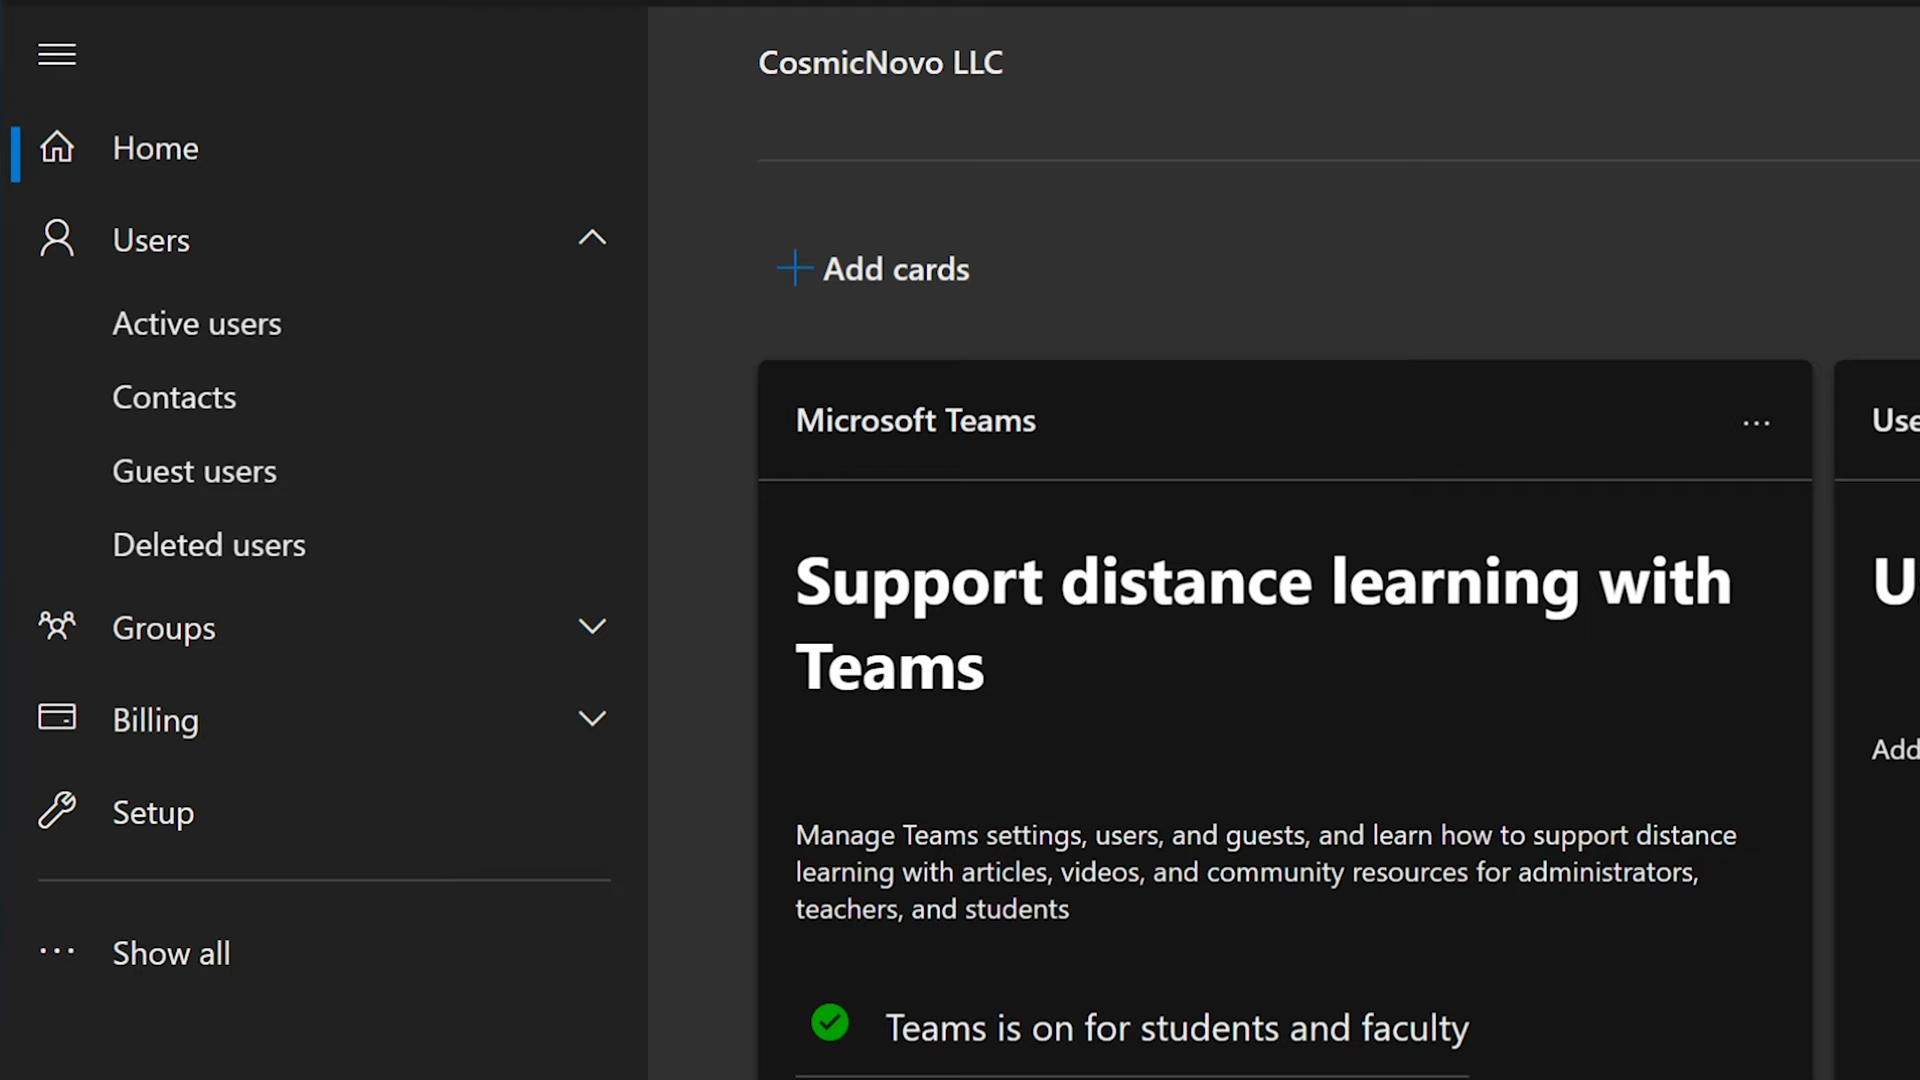 CosmicNovo LLC
Home
Users
Active users
Contacts
Guest users
Deleted users
Groups
Billing
Setup
Show all
Add cards
Microsoft Teams
Support distance learning with
Teams
Manage Teams settings, users, and guests, and learn how to support distance
learning with articles, videos, and community resources for administrators,
teachers, and students
Teams is on for students and faculty
Use
U
Add